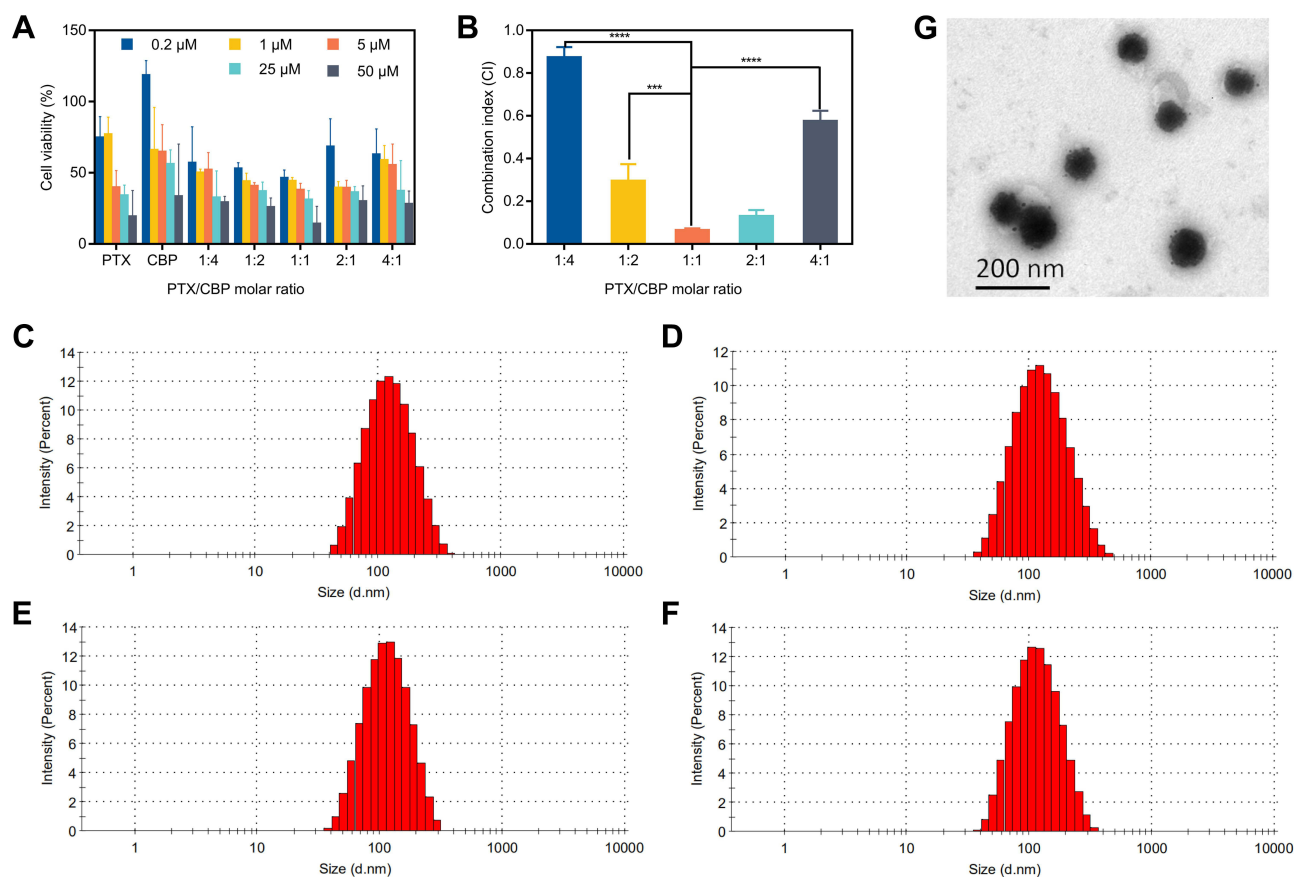 A
150
100
50
0
Cell viability (%)
0.2 µM
1 µM
5 µM
25 µM
50 µM
PTX CBP 1:4 1:2 1:1 2:1 4:1
PTX/CBP molar ratio
B
1.0
0.8
0.6
0.4
0.2
0.0
Combination index (CI)
****
****
***
1:4 1:2 1:1 2:1 4:1
PTX/CBP molar ratio
G
200 nm
C
14
12
10
8
6
4
2
0
Intensity (Percent)
1 10 100 1000 10000
Size (d.nm)
D
12
10
8
6
4
2
0
Intensity (Percent)
1 10 100 1000 10000
Size (d.nm)
E
14
12
10
8
6
4
2
0
Intensity (Percent)
1 10 100 1000 10000
Size (d.nm)
F
14
12
10
8
6
4
2
0
Intensity (Percent)
1 10 100 1000 10000
Size (d.nm)